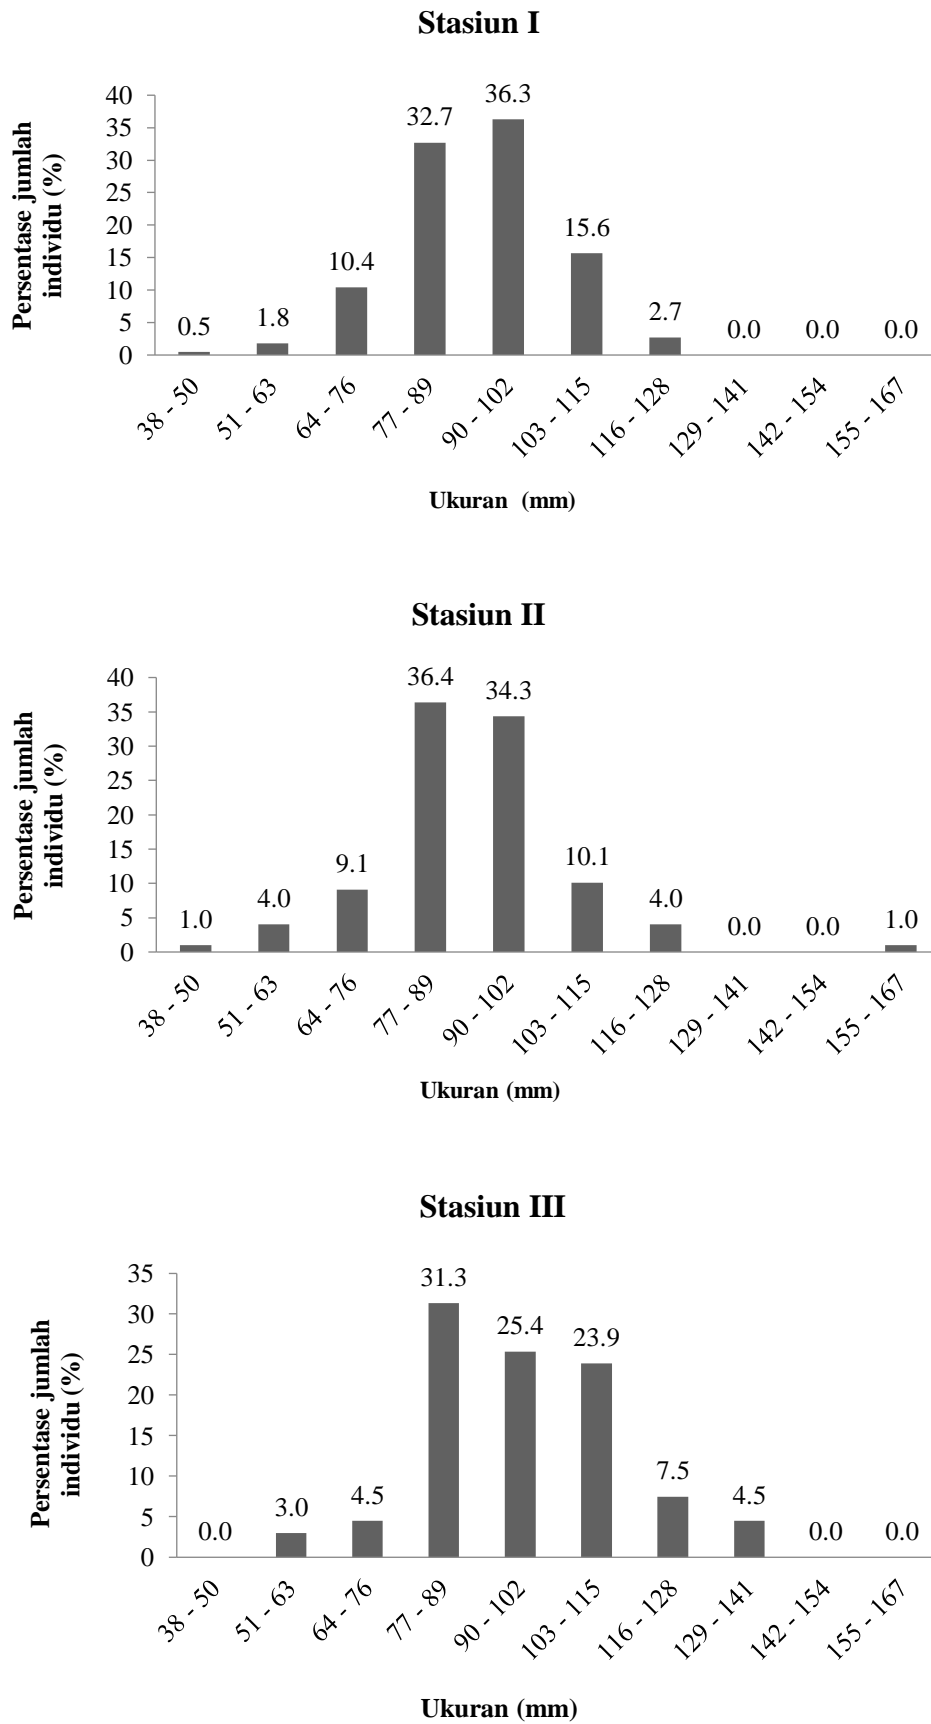 Stasiun I
Persentase jumlah
individu (%)
40
35
30
25
20
15
10
5
0
0.5
1.8
10.4
32.7
36.3
15.6
2.7
0.0
0.0
0.0
38 - 50
51 - 63
64 - 76
77 - 89
90 - 102
103 - 115
116 - 128
129 - 141
142 - 154
155 - 167
Ukuran (mm)
Stasiun II
Persentase jumlah
individu (%)
40
35
30
25
20
15
10
5
0
1.0
4.0
9.1
36.4
34.3
10.1
4.0
0.0
0.0
1.0
38 - 50
51 - 63
64 - 76
77 - 89
90 - 102
103 - 115
116 - 128
129 - 141
142 - 154
155 - 167
Ukuran (mm)
Stasiun III
Persentase jumlah
individu (%)
35
30
25
20
15
10
5
0
0.0
3.0
4.5
31.3
25.4
23.9
7.5
4.5
0.0
0.0
38 - 50
51 - 63
64 - 76
77 - 89
90 - 102
103 - 115
116 - 128
129 - 141
142 - 154
155 - 167
Ukuran (mm)